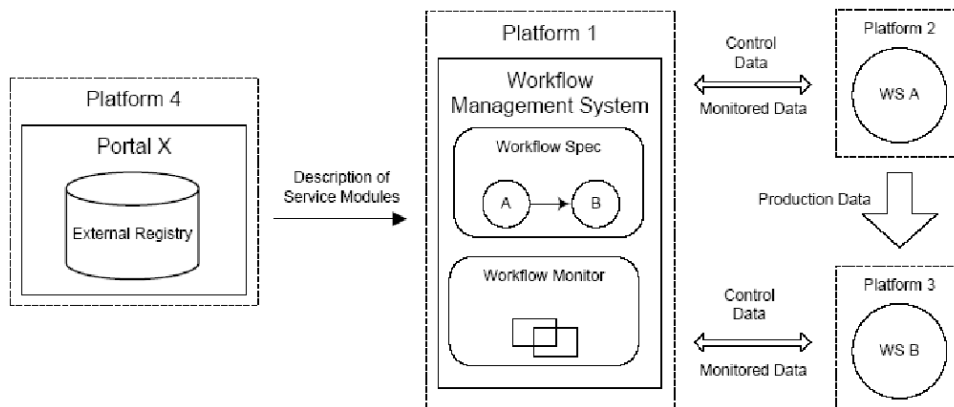 Platform 4
Portal X
External Registry
Description of
Service Modules
Platform 1
Workflow
Management System
Workflow Spec
A
B
Workflow Monitor
Control
Data
Monitored Data
Platform 2
WS A
Production Data
Control
Data
Monitored Data
Platform 3
WS B